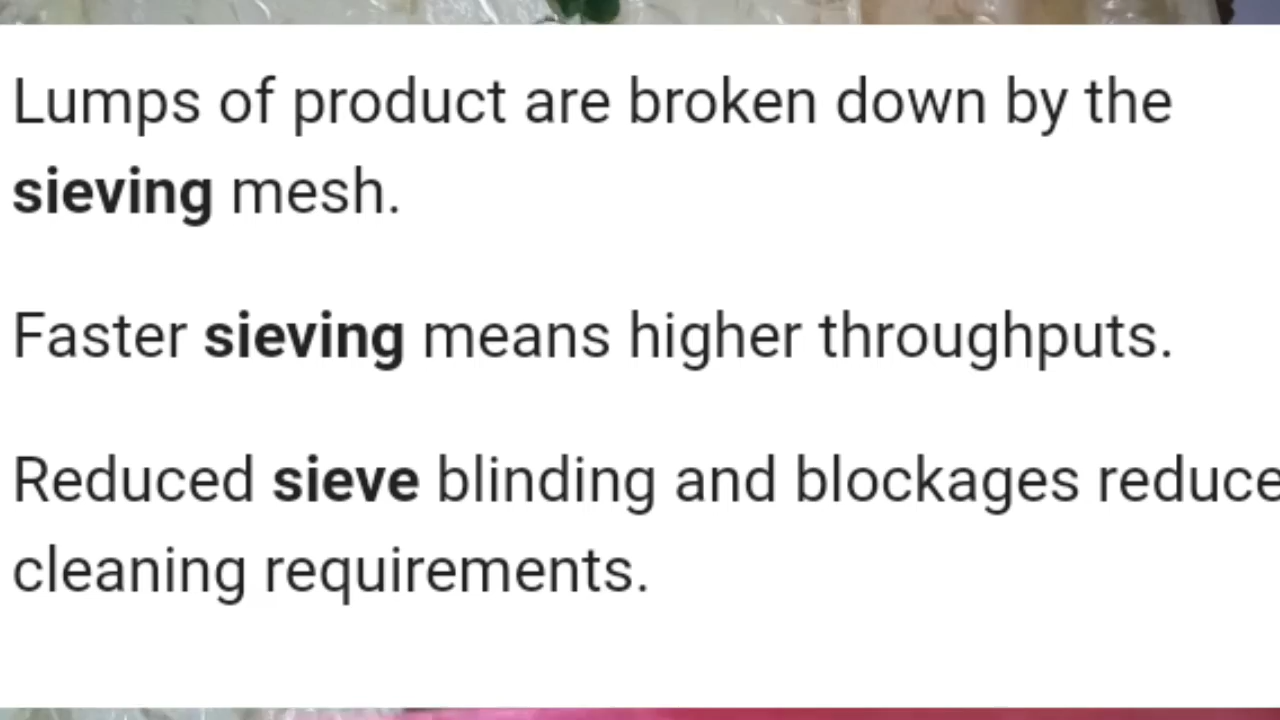 Lumps of product are broken down by the
sieving mesh.
Faster sieving means higher throughputs.
Reduced sieve blinding and blockages reduce
cleaning requirements.